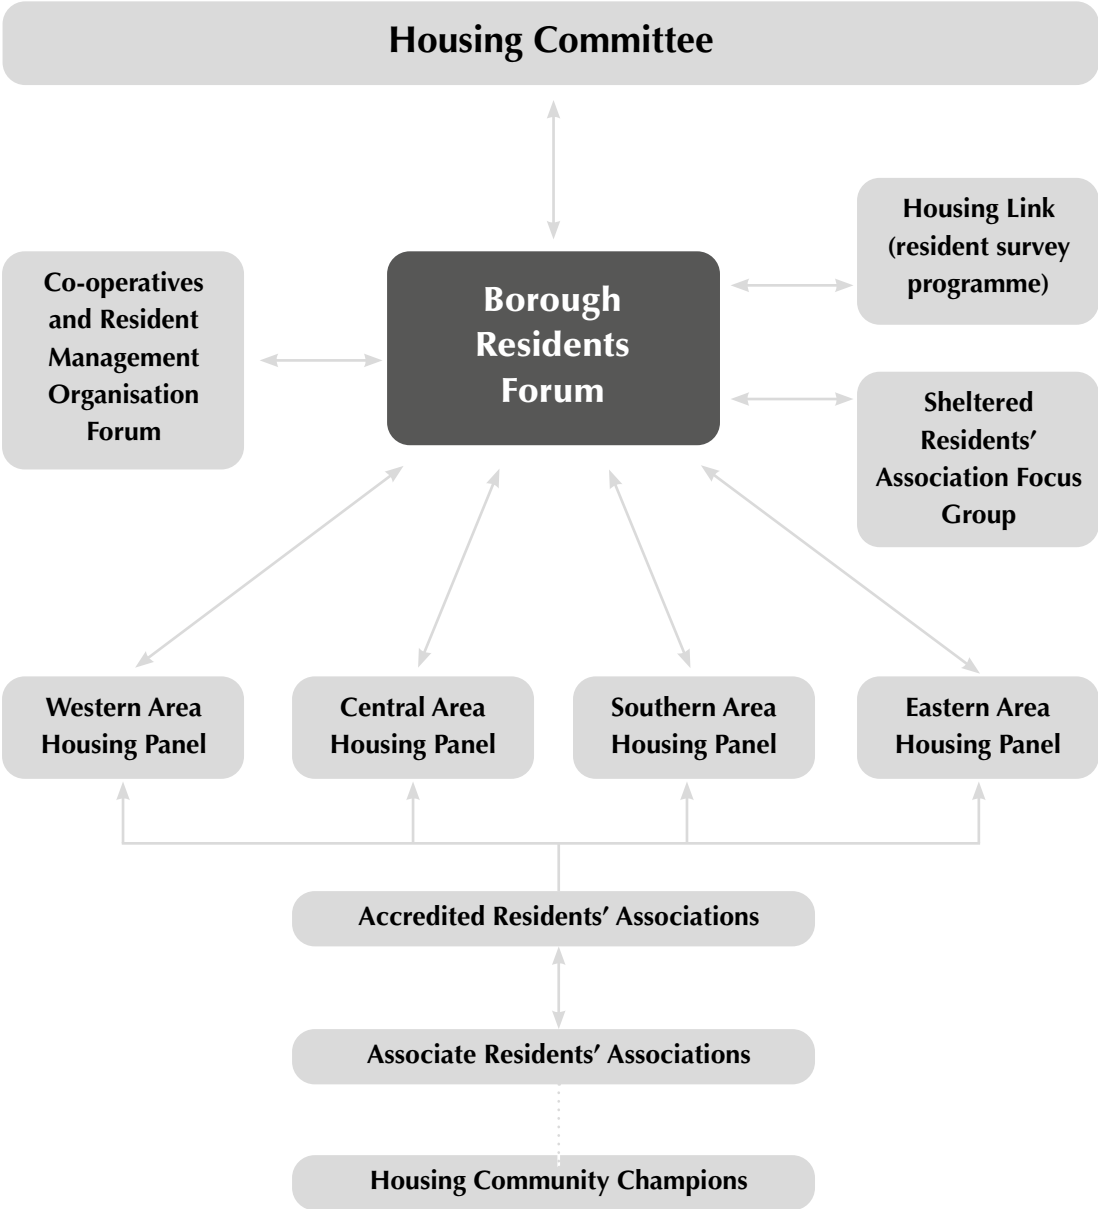 Housing Committee
Housing Link
(resident survey
programme)
Co-operatives
and Resident
Management
Organisation
Forum
Borough
Residents
Forum
Sheltered
Residents’
Association Focus
Group
Western Area
Housing Panel
Central Area
Housing Panel
Southern Area
Housing Panel
Eastern Area
Housing Panel
Accredited Residents’ Associations
Associate Residents’ Associations
Housing Community Champions